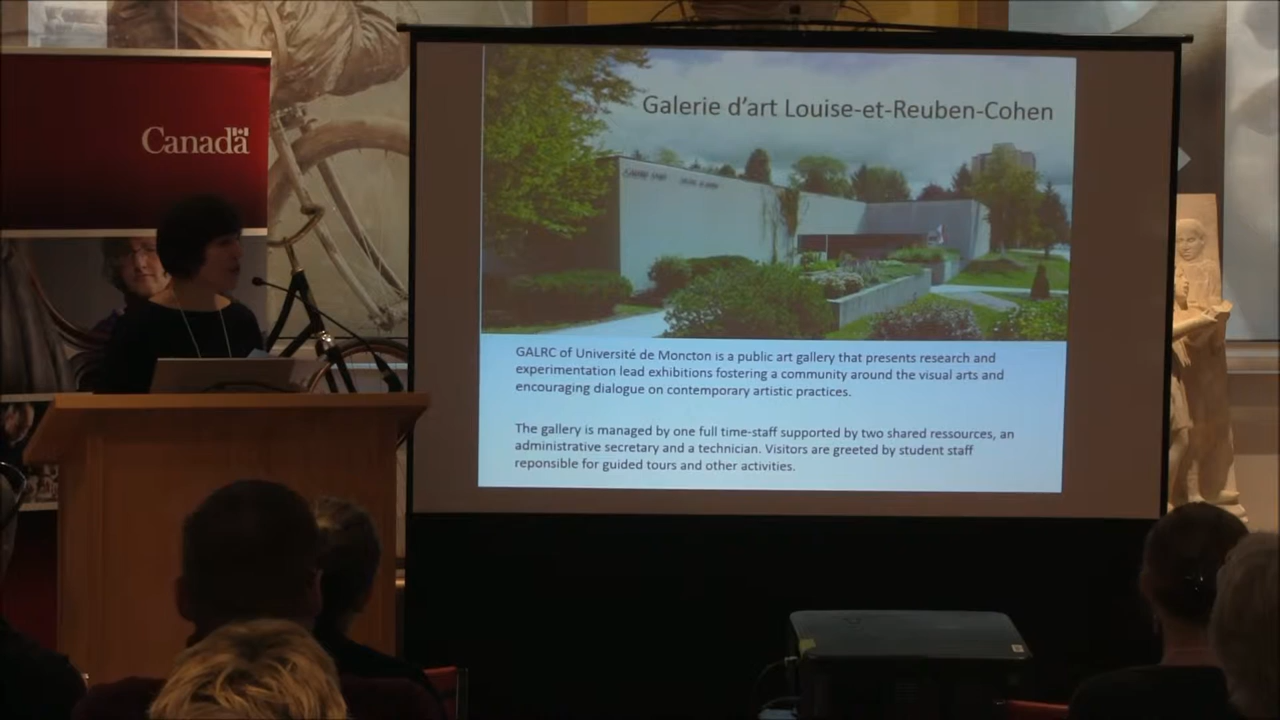 Canada
Galerie d'art Louise-et-Reuben-Cohen
GALRC of Université de Moncton is a public art gallery that presents research and
experimentation lead exhibitions fostering a community around the visual arts and
encouraging dialogue on contemporary artistic practices.
The gallery is managed by one full time-staff supported by two shared ressources, an
administrative secretary and a technician. Visitors are greeted by student staff
reponsible for guided tours and other activities.